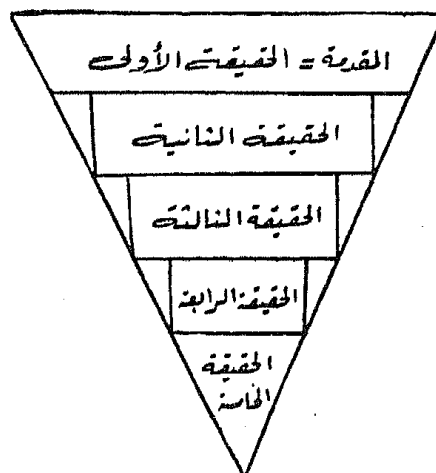 المقدمة = الحقيقة الأولى
الحقيقة الثانية
الحقيقة الثالثة
الحقيقة الرابعة
الحقيقة
الخامسة